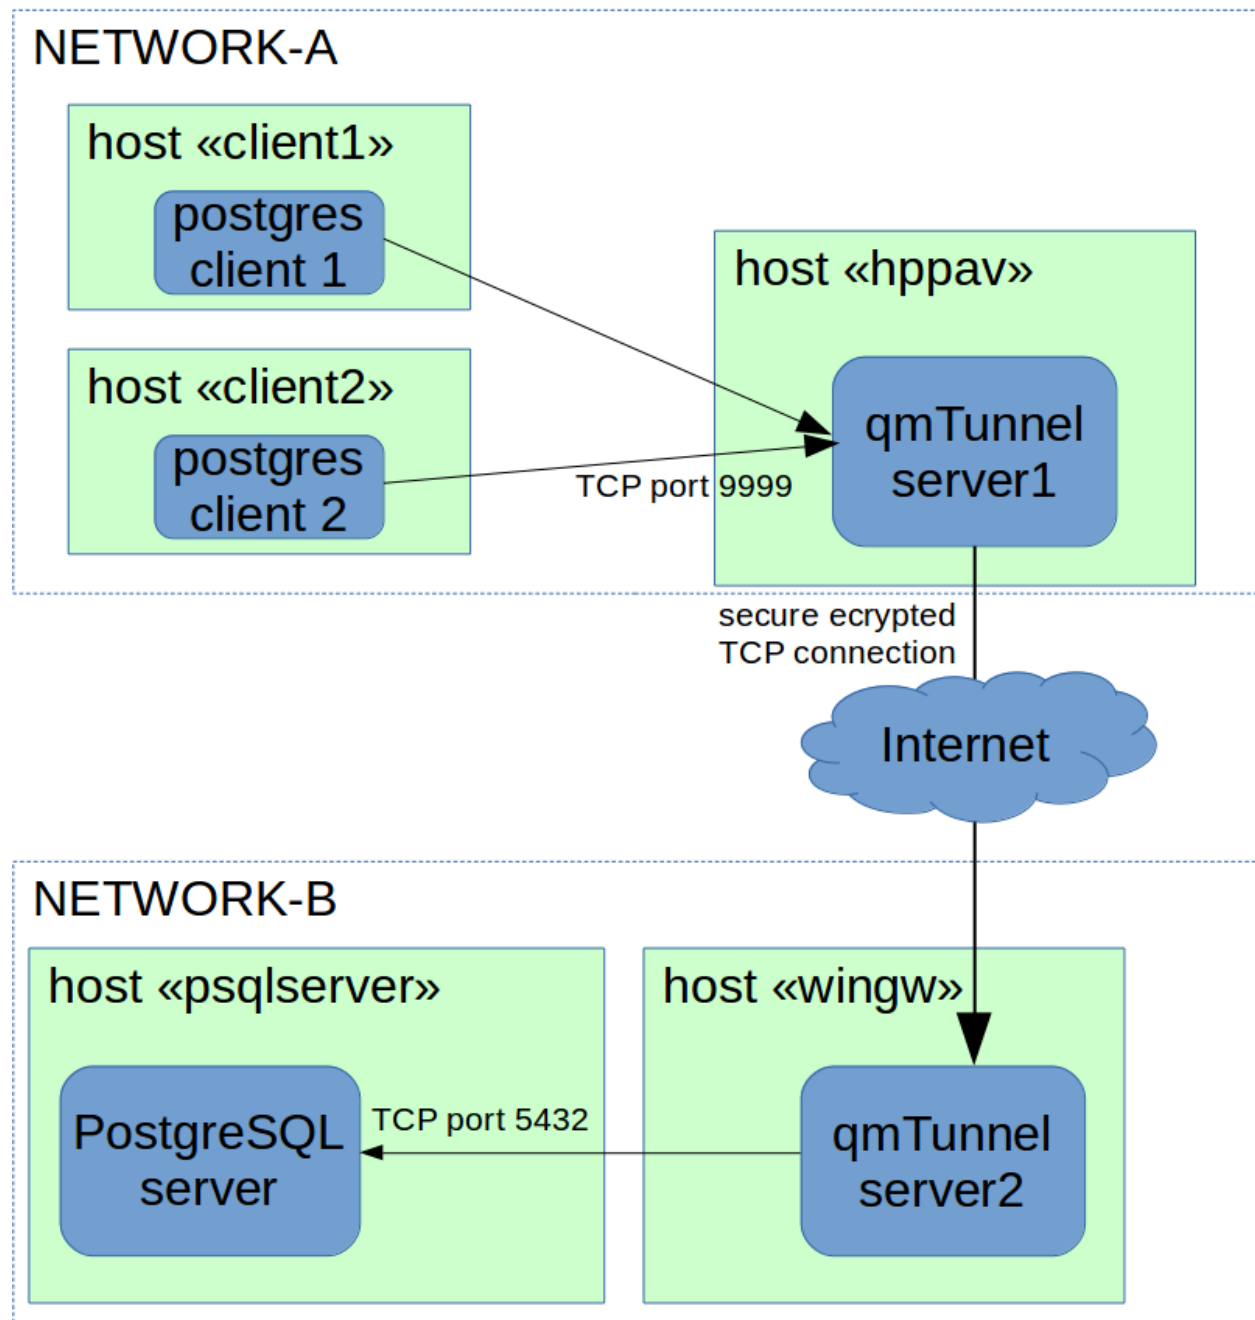 NETWORK-A
host «client1»
postgres
client 1
host «hppav»
host «client2»
postgres
client 2
qmTunnel
server1
TCP port 9999
secure ecrypted
TCP connection
Internet
NETWORK-B
host «psqlserver»
host «wingw»
PostgreSQL
server
TCP port 5432
qmTunnel
server2